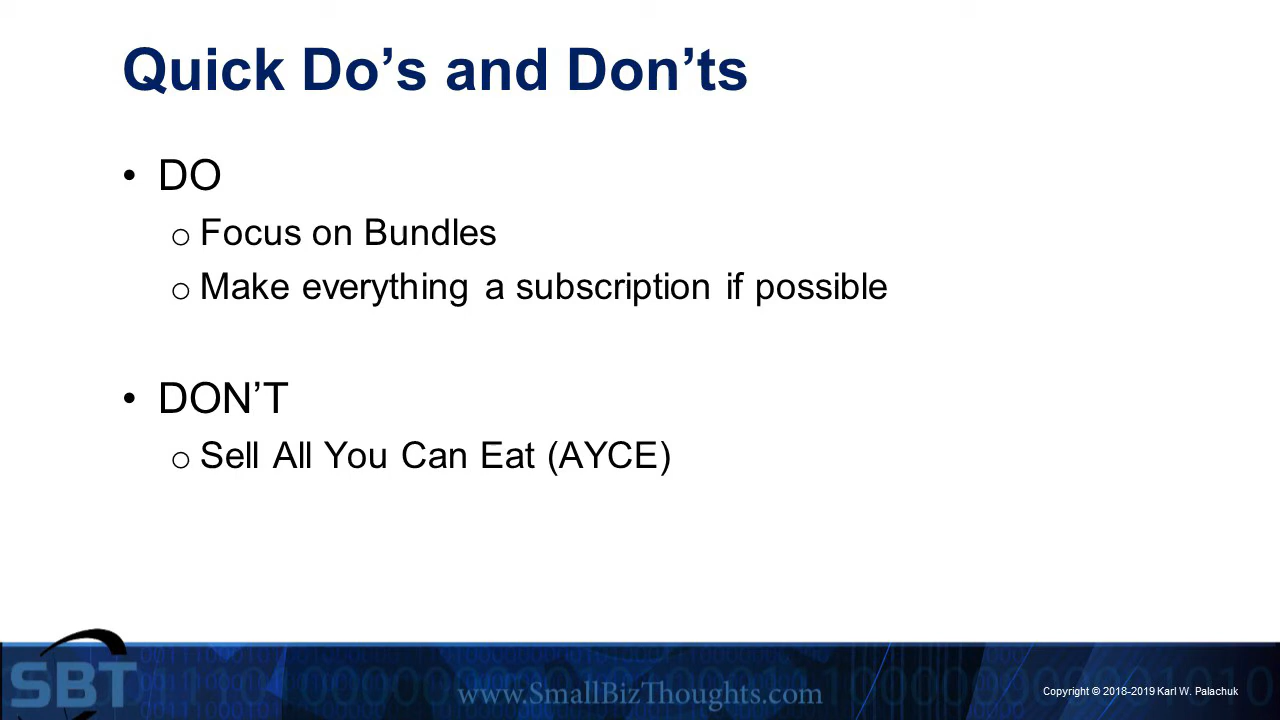 Quick Do’s and Don’ts
• DO
o Focus on Bundles
o Make everything a subscription if possible
• DON’T
o Sell All You Can Eat (AYCE)
SBT
www.SmallBizThoughts.com
Copyright © 2018-2019 Karl W. Palachuk